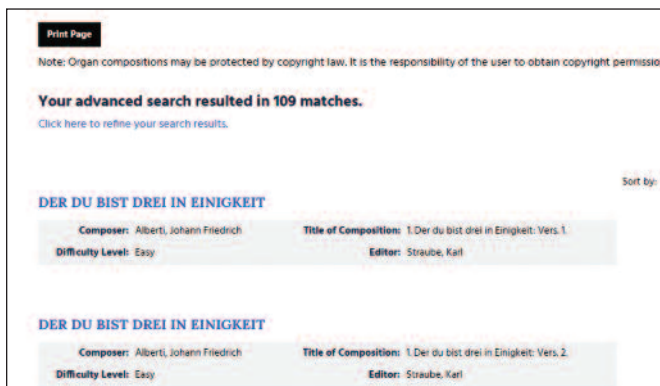 Print Page
Note: Organ compositions may be protected by copyright law. It is the responsibility of the user to obtain copyright permissio
Your advanced search resulted in 109 matches.
Click here to refine your search results.
Sort by:
DER DU BIST DREI IN EINIGKEIT
Composer: Alberti, Johann Friedrich Title of Composition: 1. Der du bist drei in Einigkeit: Vers. 1.
Difficulty Level: Easy Editor: Straube, Karl
DER DU BIST DREI IN EINIGKEIT
Composer: Alberti, Johann Friedrich Title of Composition: 1. Der du bist drei in Einigkeit: Vers. 2.
Difficulty Level: Easy Editor: Straube, Karl